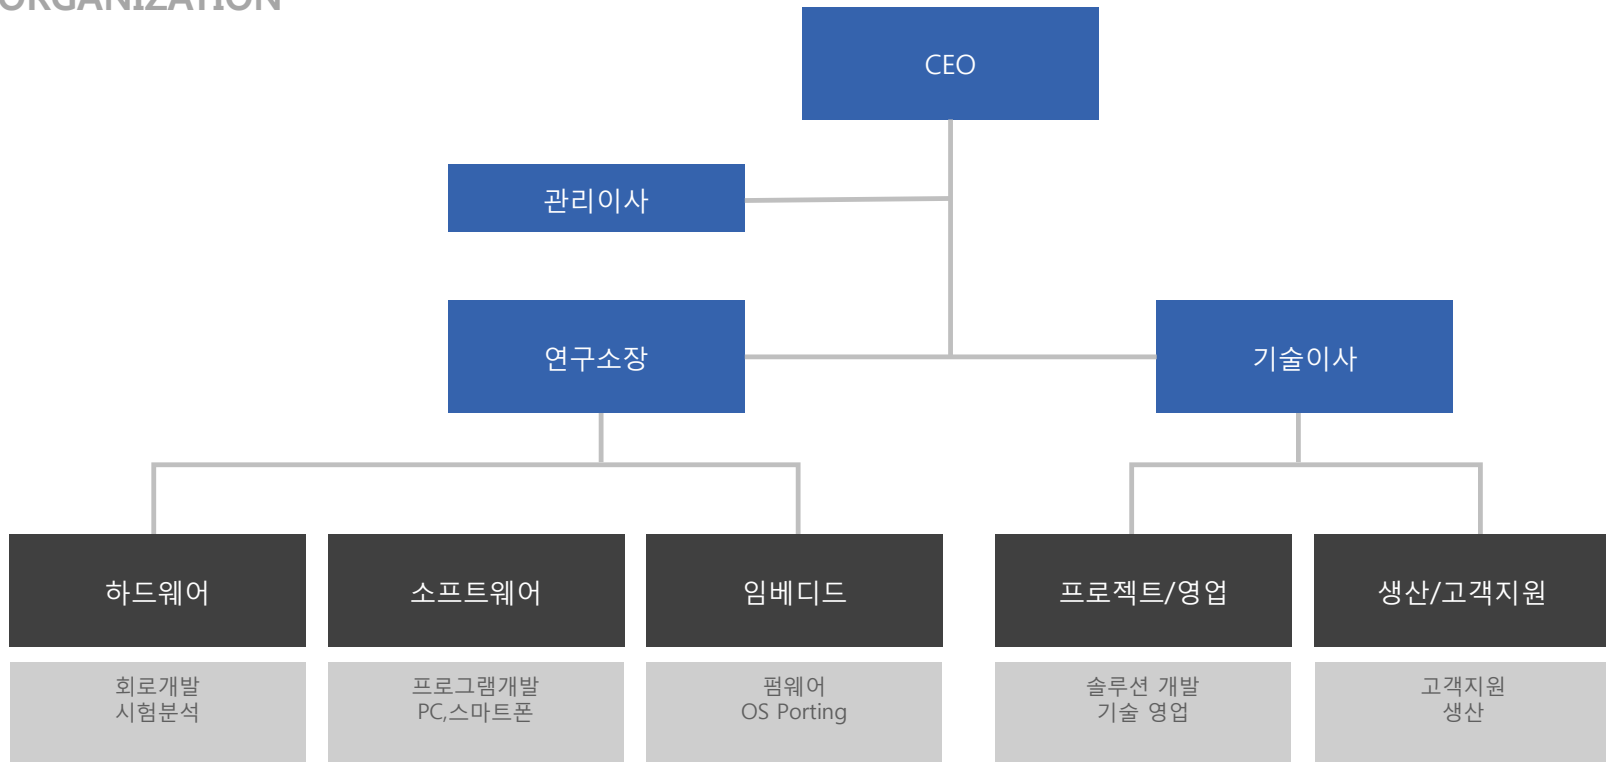 ORGANIZATION
CEO
관리이사
연구소장
기술이사
하드웨어
소프트웨어
임베디드
프로젝트/영업
생산/고객지원
회로개발
시험분석
프로그램개발
PC,스마트폰
펌웨어
OS Porting
솔루션 개발
기술 영업
고객지원
생산